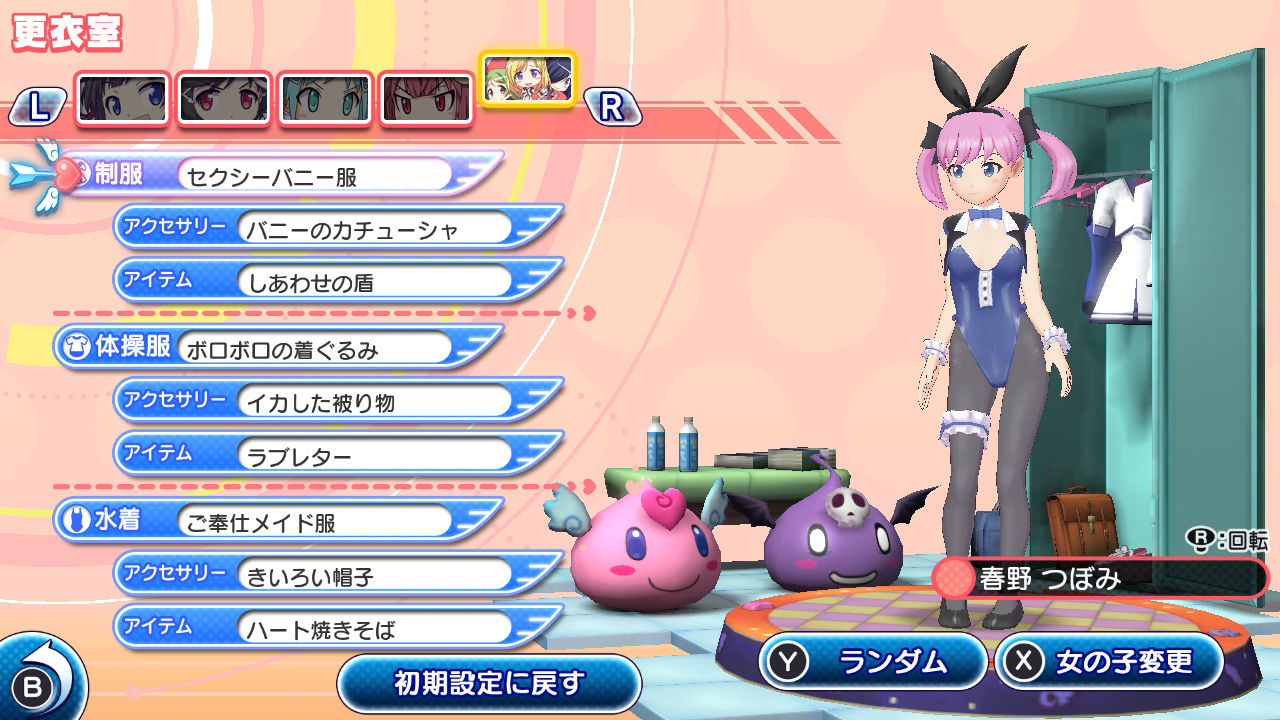 更衣室
L
R
制服 セクシーバニー服
アクセサリー バニーのカチューシャ
アイテム しあわせの盾
体操服 ボロボロの着ぐるみ
アクセサリー イカした被り物
アイテム ラブレター
水着 ご奉仕メイド服
アクセサリー きいろい帽子
アイテム ハート焼きそば
R:回転
春野 つぼみ
Y ランダム
X 女の子変更
B
初期設定に戻す